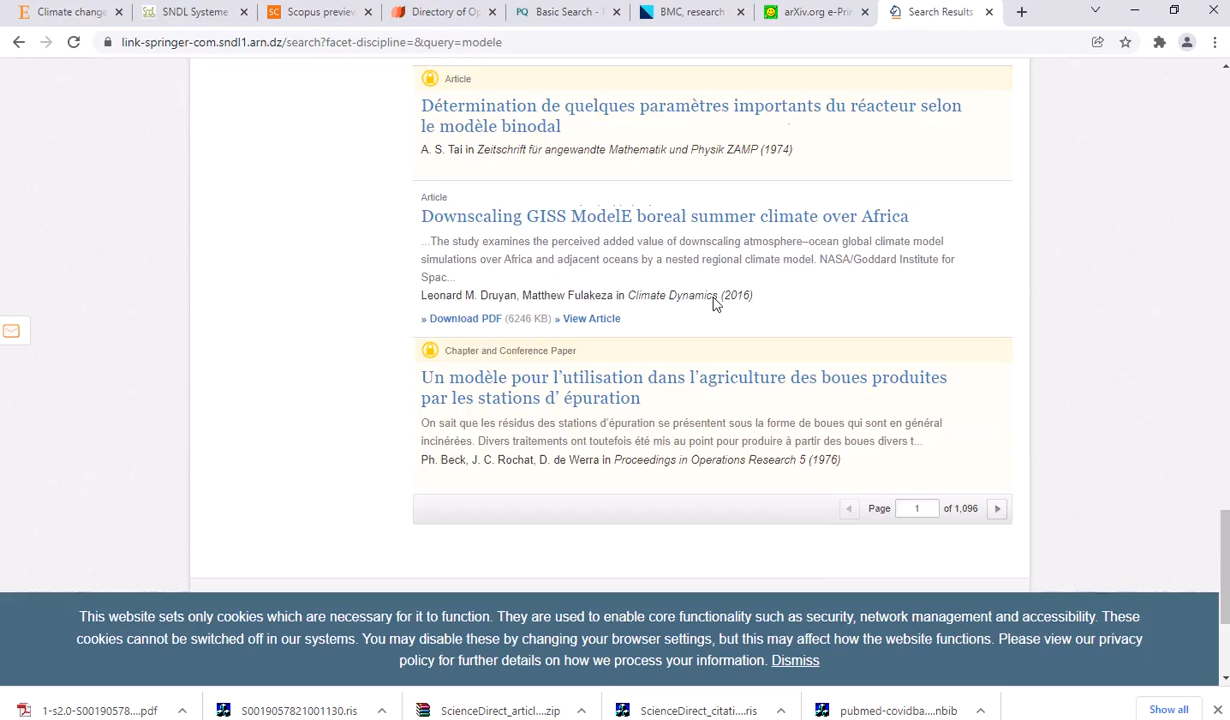 Climate change
SNDL Systeme
Scopus preview
Directory of Op
Basic Search -
BMC, research
arXiv.org e-Pri
Search Results
link-springer-com.sndl1.arn.dz/search?facet-discipline=&query=modele
Article
Détermination de quelques paramètres importants du réacteur selon
le modèle binodal
A. S. Tai in Zeitschrift für angewandte Mathematik und Physik ZAMP (1974)
Article
Downscaling GISS ModelE boreal summer climate over Africa
...The study examines the perceived added value of downscaling atmosphere–ocean global climate model
simulations over Africa and adjacent oceans by a nested regional climate model. NASA/Goddard Institute for
Spac...
Leonard M. Druyan, Matthew Fulakeza in Climate Dynamics (2016)
» Download PDF (6246 KB) » View Article
Chapter and Conference Paper
Un modèle pour l’utilisation dans l’agriculture des boues produites
par les stations d’ épuration
On sait que les résidus des stations d’épuration se présentent sous la forme de boues qui sont en général
incinérées. Divers traitements ont toutefois été mis au point pour produire à partir des boues divers t...
Ph. Beck, J. C. Rochat, D. de Werra in Proceedings in Operations Research 5 (1976)
Page 1 of 1,096
This website sets only cookies which are necessary for it to function. They are used to enable core functionality such as security, network management and accessibility. These
cookies cannot be switched off in our systems. You may disable these by changing your browser settings, but this may affect how the website functions. Please view our privacy
policy for further details on how we process your information. Dismiss
1-s2.0-S00190578....pdf
S0019057821001130.ris
ScienceDirect_articl....zip
ScienceDirect_citati....ris
pubmed-covidba....nbib
Show all